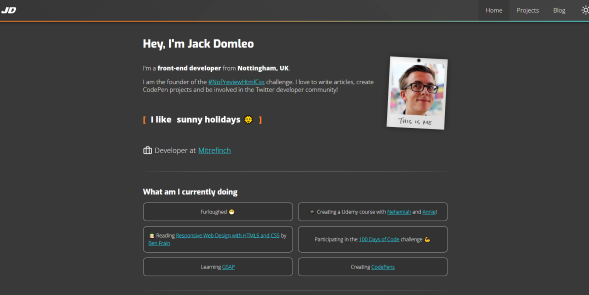 JD
Home Projects Blog
Hey, I'm Jack Domleo
I'm a front-end developer from Nottingham, UK.
I am the founder of the #NoPreviewHtmlCss challenge. I love to write articles, create
CodePen projects and be involved in the Twitter developer community!
THIS IS ME
[ I like sunny holidays 🌞 ]
Developer at Mitrefinch
What am I currently doing
Furloughed 😷
Creating a Udemy course with Nehemiah and Annie!
Reading Responsive Web Design with HTML5 and CSS by
Ben Frain
Participating in the 100 Days of Code challenge 💪
Learning GSAP
Creating CodePens